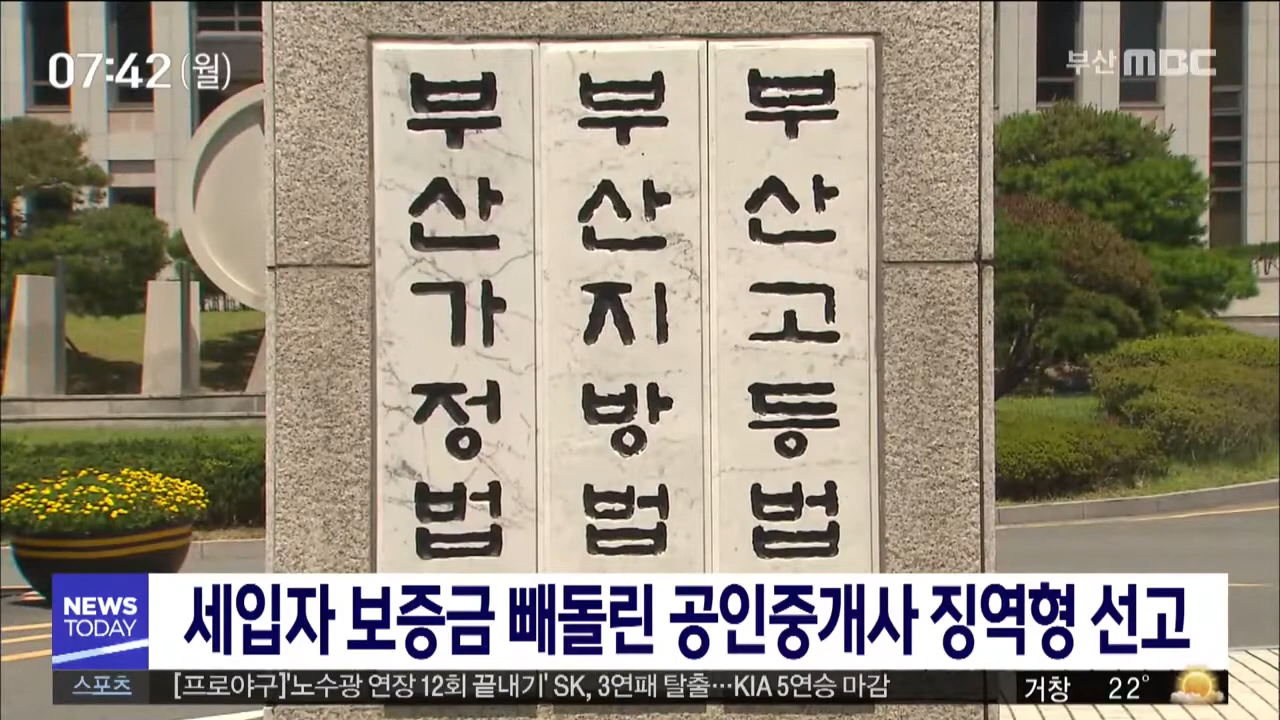 07:42 (월)
부산 MBC
부산가정법
부산지방법
부산고등법
NEWS
TODAY
세입자 보증금 빼돌린 공인중개사 징역형 선고
스포츠
[프로야구]'노수광 연장 12회 끝내기' SK, 3연패 탈출…KIA 5연승 마감
거창 22°